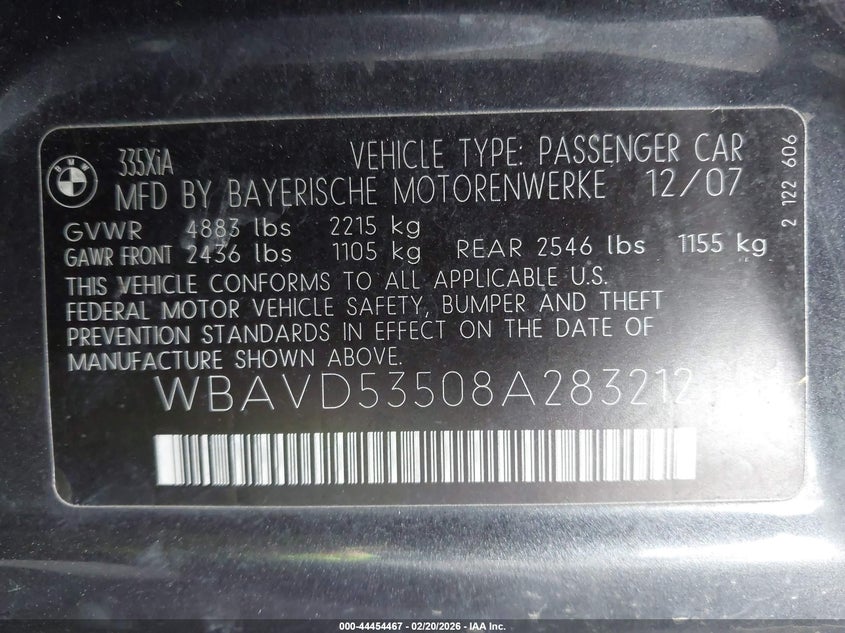 BMW
335XiA VEHICLE TYPE: PASSENGER CAR
MFD BY BAYERISCHE MOTORENWERKE 12/07
GVWR 4883 lbs 2215 kg
GAWR FRONT 2436 lbs 1105 kg REAR 2546 lbs 1155 kg
THIS VEHICLE CONFORMS TO ALL APPLICABLE U.S.
FEDERAL MOTOR VEHICLE SAFETY, BUMPER AND THEFT
PREVENTION STANDARDS IN EFFECT ON THE DATE OF
MANUFACTURE SHOWN ABOVE.
WBAVD53508A283212
2 122 606
000-44454467 - 02/20/2026 - IAA Inc.